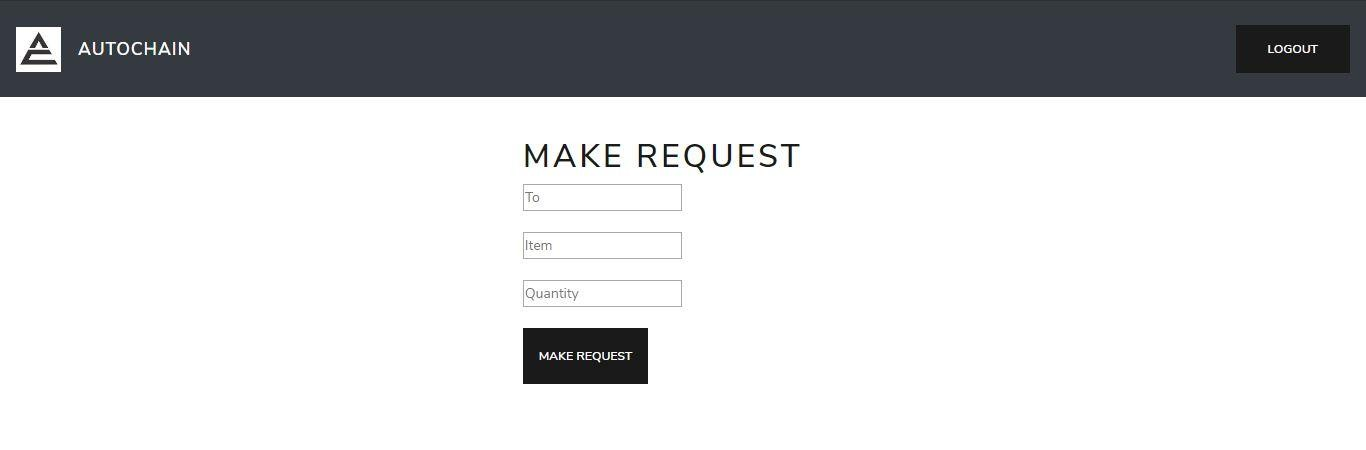 AUTOCHAIN
LOGOUT
MAKE REQUEST
To
Item
Quantity
MAKE REQUEST